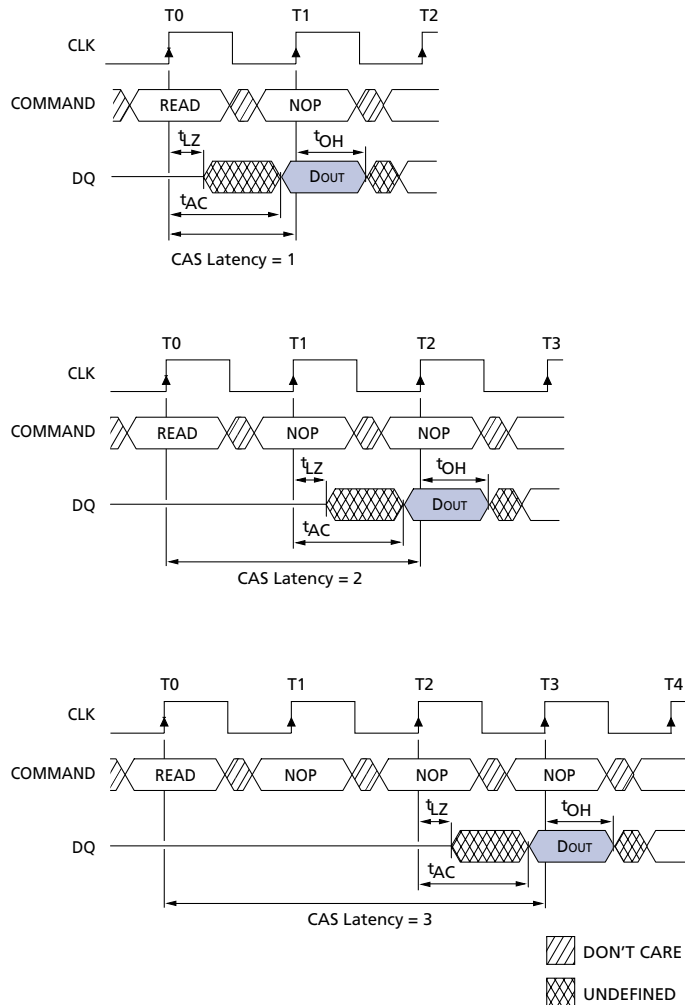 T0 T1 T2
CLK
COMMAND READ NOP
tLZ tOH
DQ DOUT
tAC
CAS Latency = 1
T0 T1 T2 T3
CLK
COMMAND READ NOP NOP
tLZ tOH
DQ DOUT
tAC
CAS Latency = 2
T0 T1 T2 T3 T4
CLK
COMMAND READ NOP NOP NOP
tLZ tOH
DQ DOUT
tAC
CAS Latency = 3
DON'T CARE
UNDEFINED